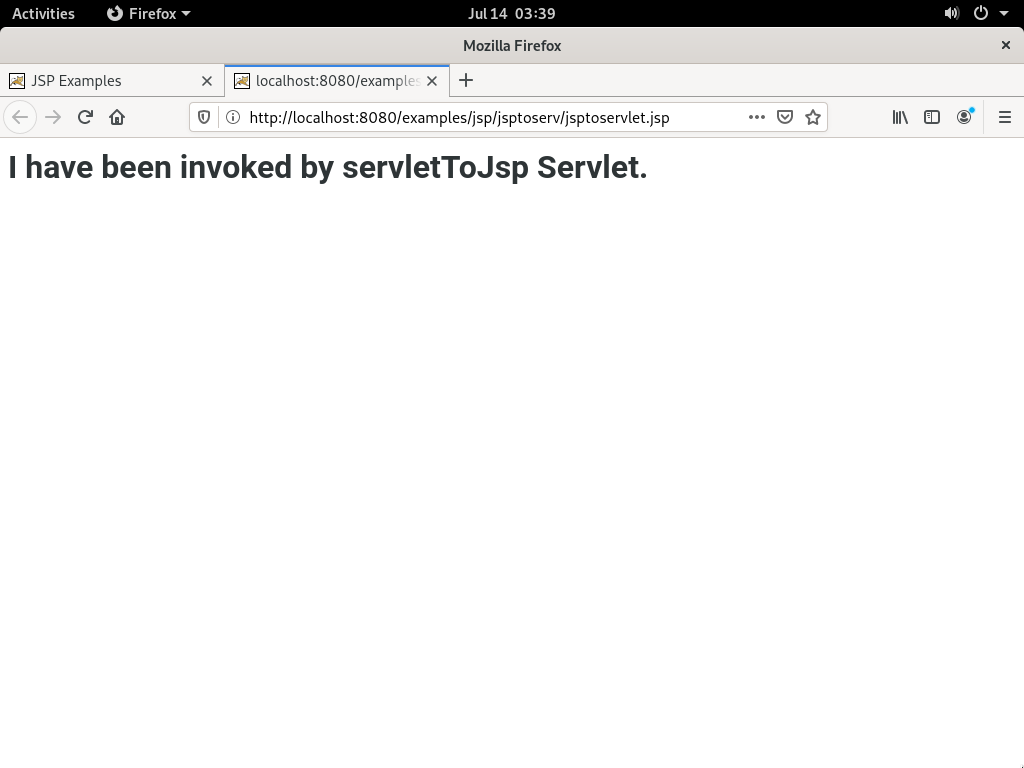 Activities Firefox Jul 14 03:39
Mozilla Firefox
JSP Examples localhost:8080/examples
http://localhost:8080/examples/jsp/jsptoserv/jsptoservlet.jsp
I have been invoked by servletToJsp Servlet.